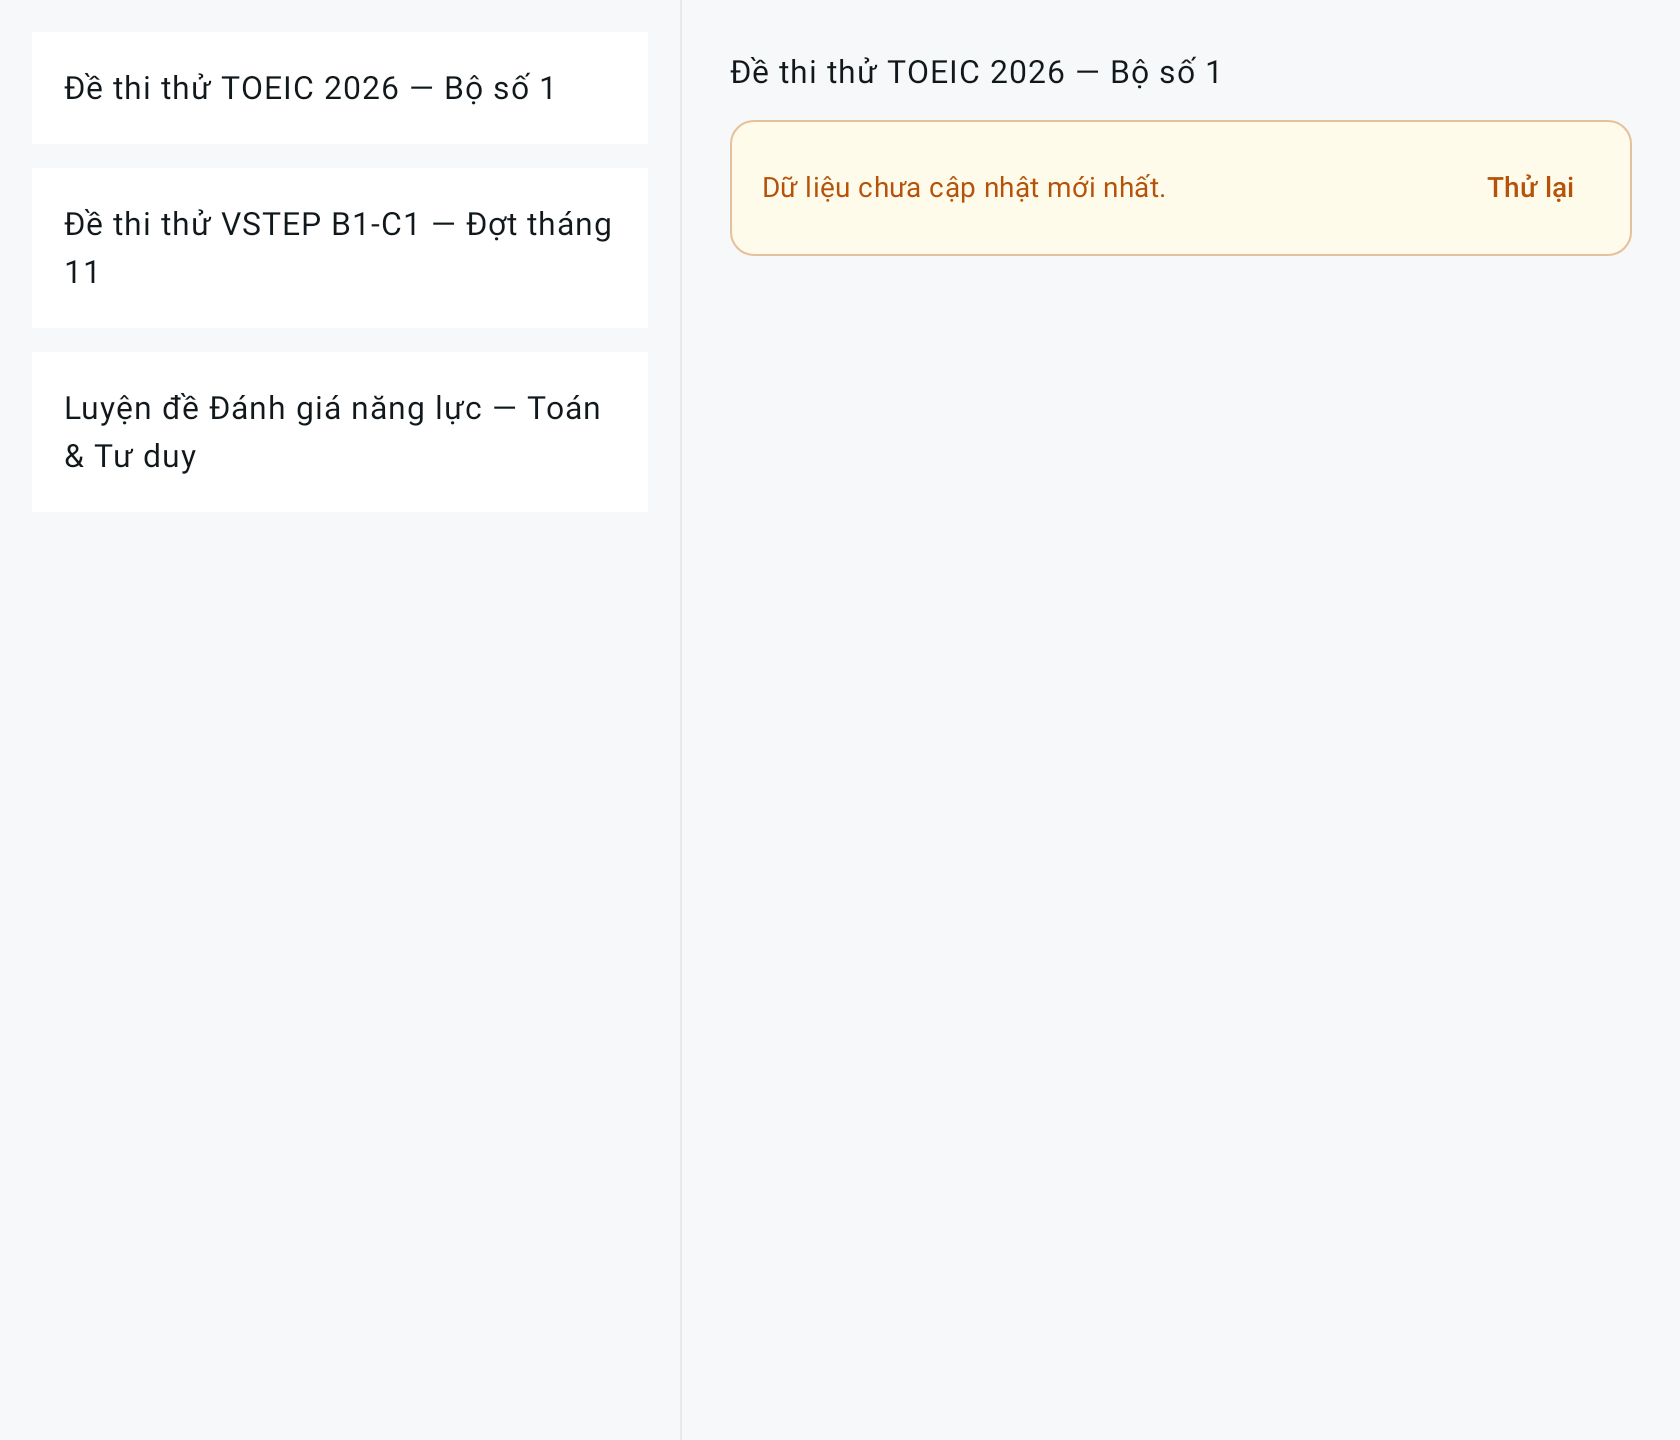 Đề thi thử TOEIC 2026 — Bộ số 1
Đề thi thử VSTEP B1-C1 — Đợt tháng
11
Luyện đề Đánh giá năng lực — Toán
& Tư duy
Đề thi thử TOEIC 2026 — Bộ số 1
Dữ liệu chưa cập nhật mới nhất.
Thử lại